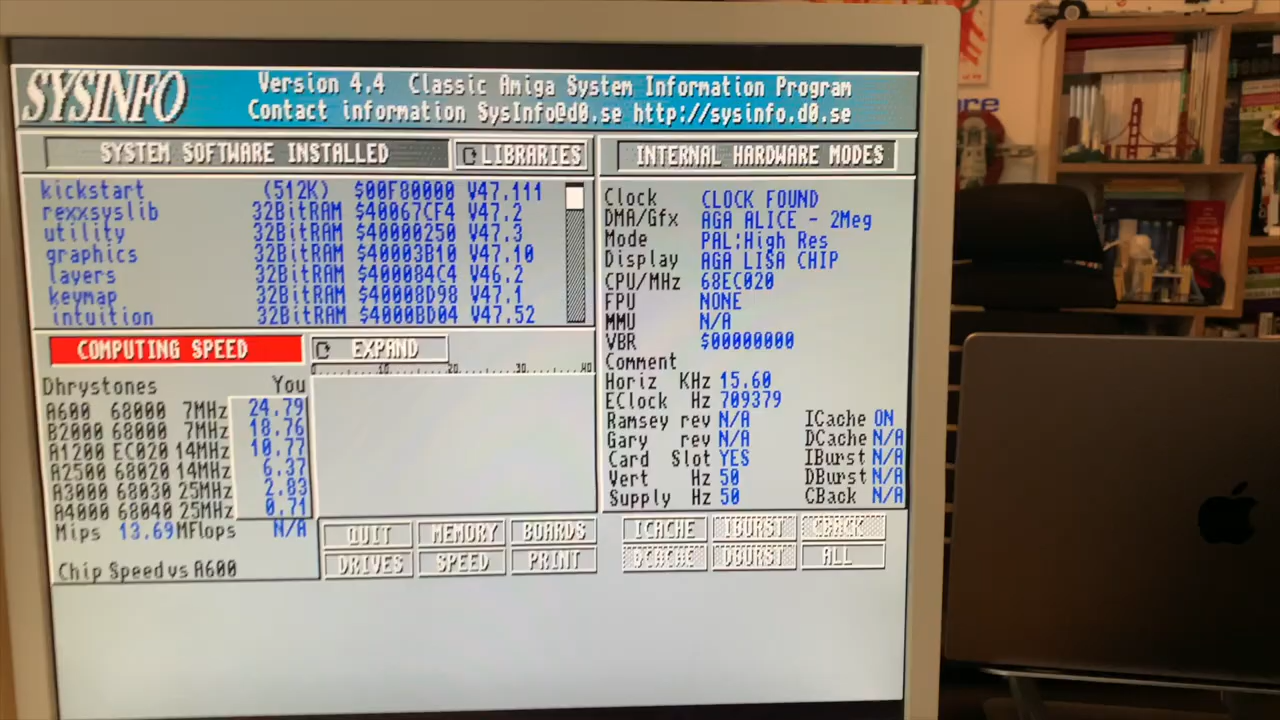 SYSINFO
Version 4.4 Classic Amiga System Information Program
Contact information SysInfo@d0.se http://sysinfo.d0.se
SYSTEM SOFTWARE INSTALLED
LIBRARIES
kickstart (512K) $00F80000 V47.111
rexxsyslib 32BitRAM $40067CF4 V47.2
utility 32BitRAM $40000250 V47.3
graphics 32BitRAM $40003B10 V47.10
layers 32BitRAM $400084C4 V46.2
keymap 32BitRAM $40008D98 V47.1
intuition 32BitRAM $4000BD04 V47.52
INTERNAL HARDWARE MODES
Clock CLOCK FOUND
DMA/Gfx AGA ALICE - 2Meg
Mode PAL:High Res
Display AGA LISA CHIP
CPU/MHz 68EC020
FPU NONE
MMU N/A
VBR $00000000
Comment
Horiz KHz 15.60
EClock Hz 709379
Ramsey rev N/A ICache ON
Gary rev N/A DCache N/A
Card Slot YES IBurst N/A
Vert Hz 50 DBurst N/A
Supply Hz 50 CBack N/A
COMPUTING SPEED
EXPAND
0 10 20 30 40
Dhrystones You
A600 68000 7MHz 24.79
B2000 68000 7MHz 18.76
A1200 EC020 14MHz 10.77
A2500 68020 14MHz 6.37
A3000 68030 25MHz 2.83
A4000 68040 25MHz 0.71
Mips 13.69 MFlops N/A
Chip Speed vs A600
QUIT MEMORY BOARDS
DRIVES SPEED PRINT
ICACHE IBURST CBACK
DCACHE DBURST ALL